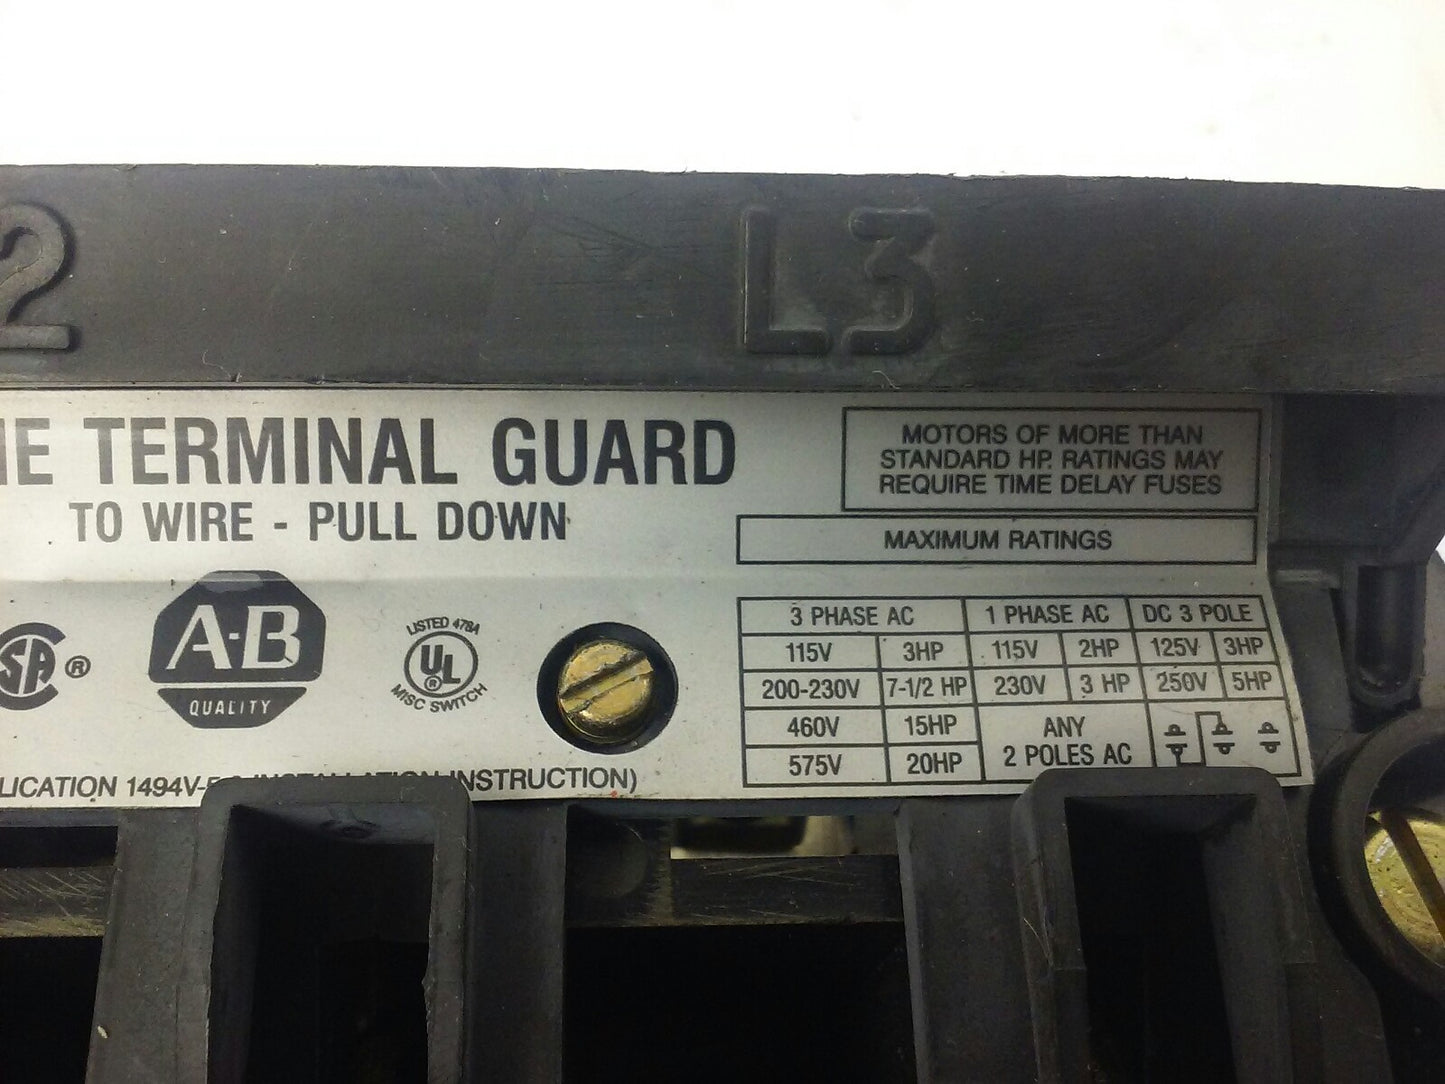 2 L3
TERMINAL GUARD
TO WIRE - PULL DOWN
MOTORS OF MORE THAN
STANDARD HP. RATINGS MAY
REQUIRE TIME DELAY FUSES
MAXIMUM RATINGS
SA ®
A-B
QUALITY
LISTED 478A
UL
®
MISC SWITCH
3 PHASE AC 1 PHASE AC DC 3 POLE
115V 3HP 115V 2HP 125V 3HP
200-230V 7-1/2 HP 230V 3 HP 250V 5HP
460V 15HP ANY
575V 20HP 2 POLES AC
1494V- INSTALLATION INSTRUCTION)